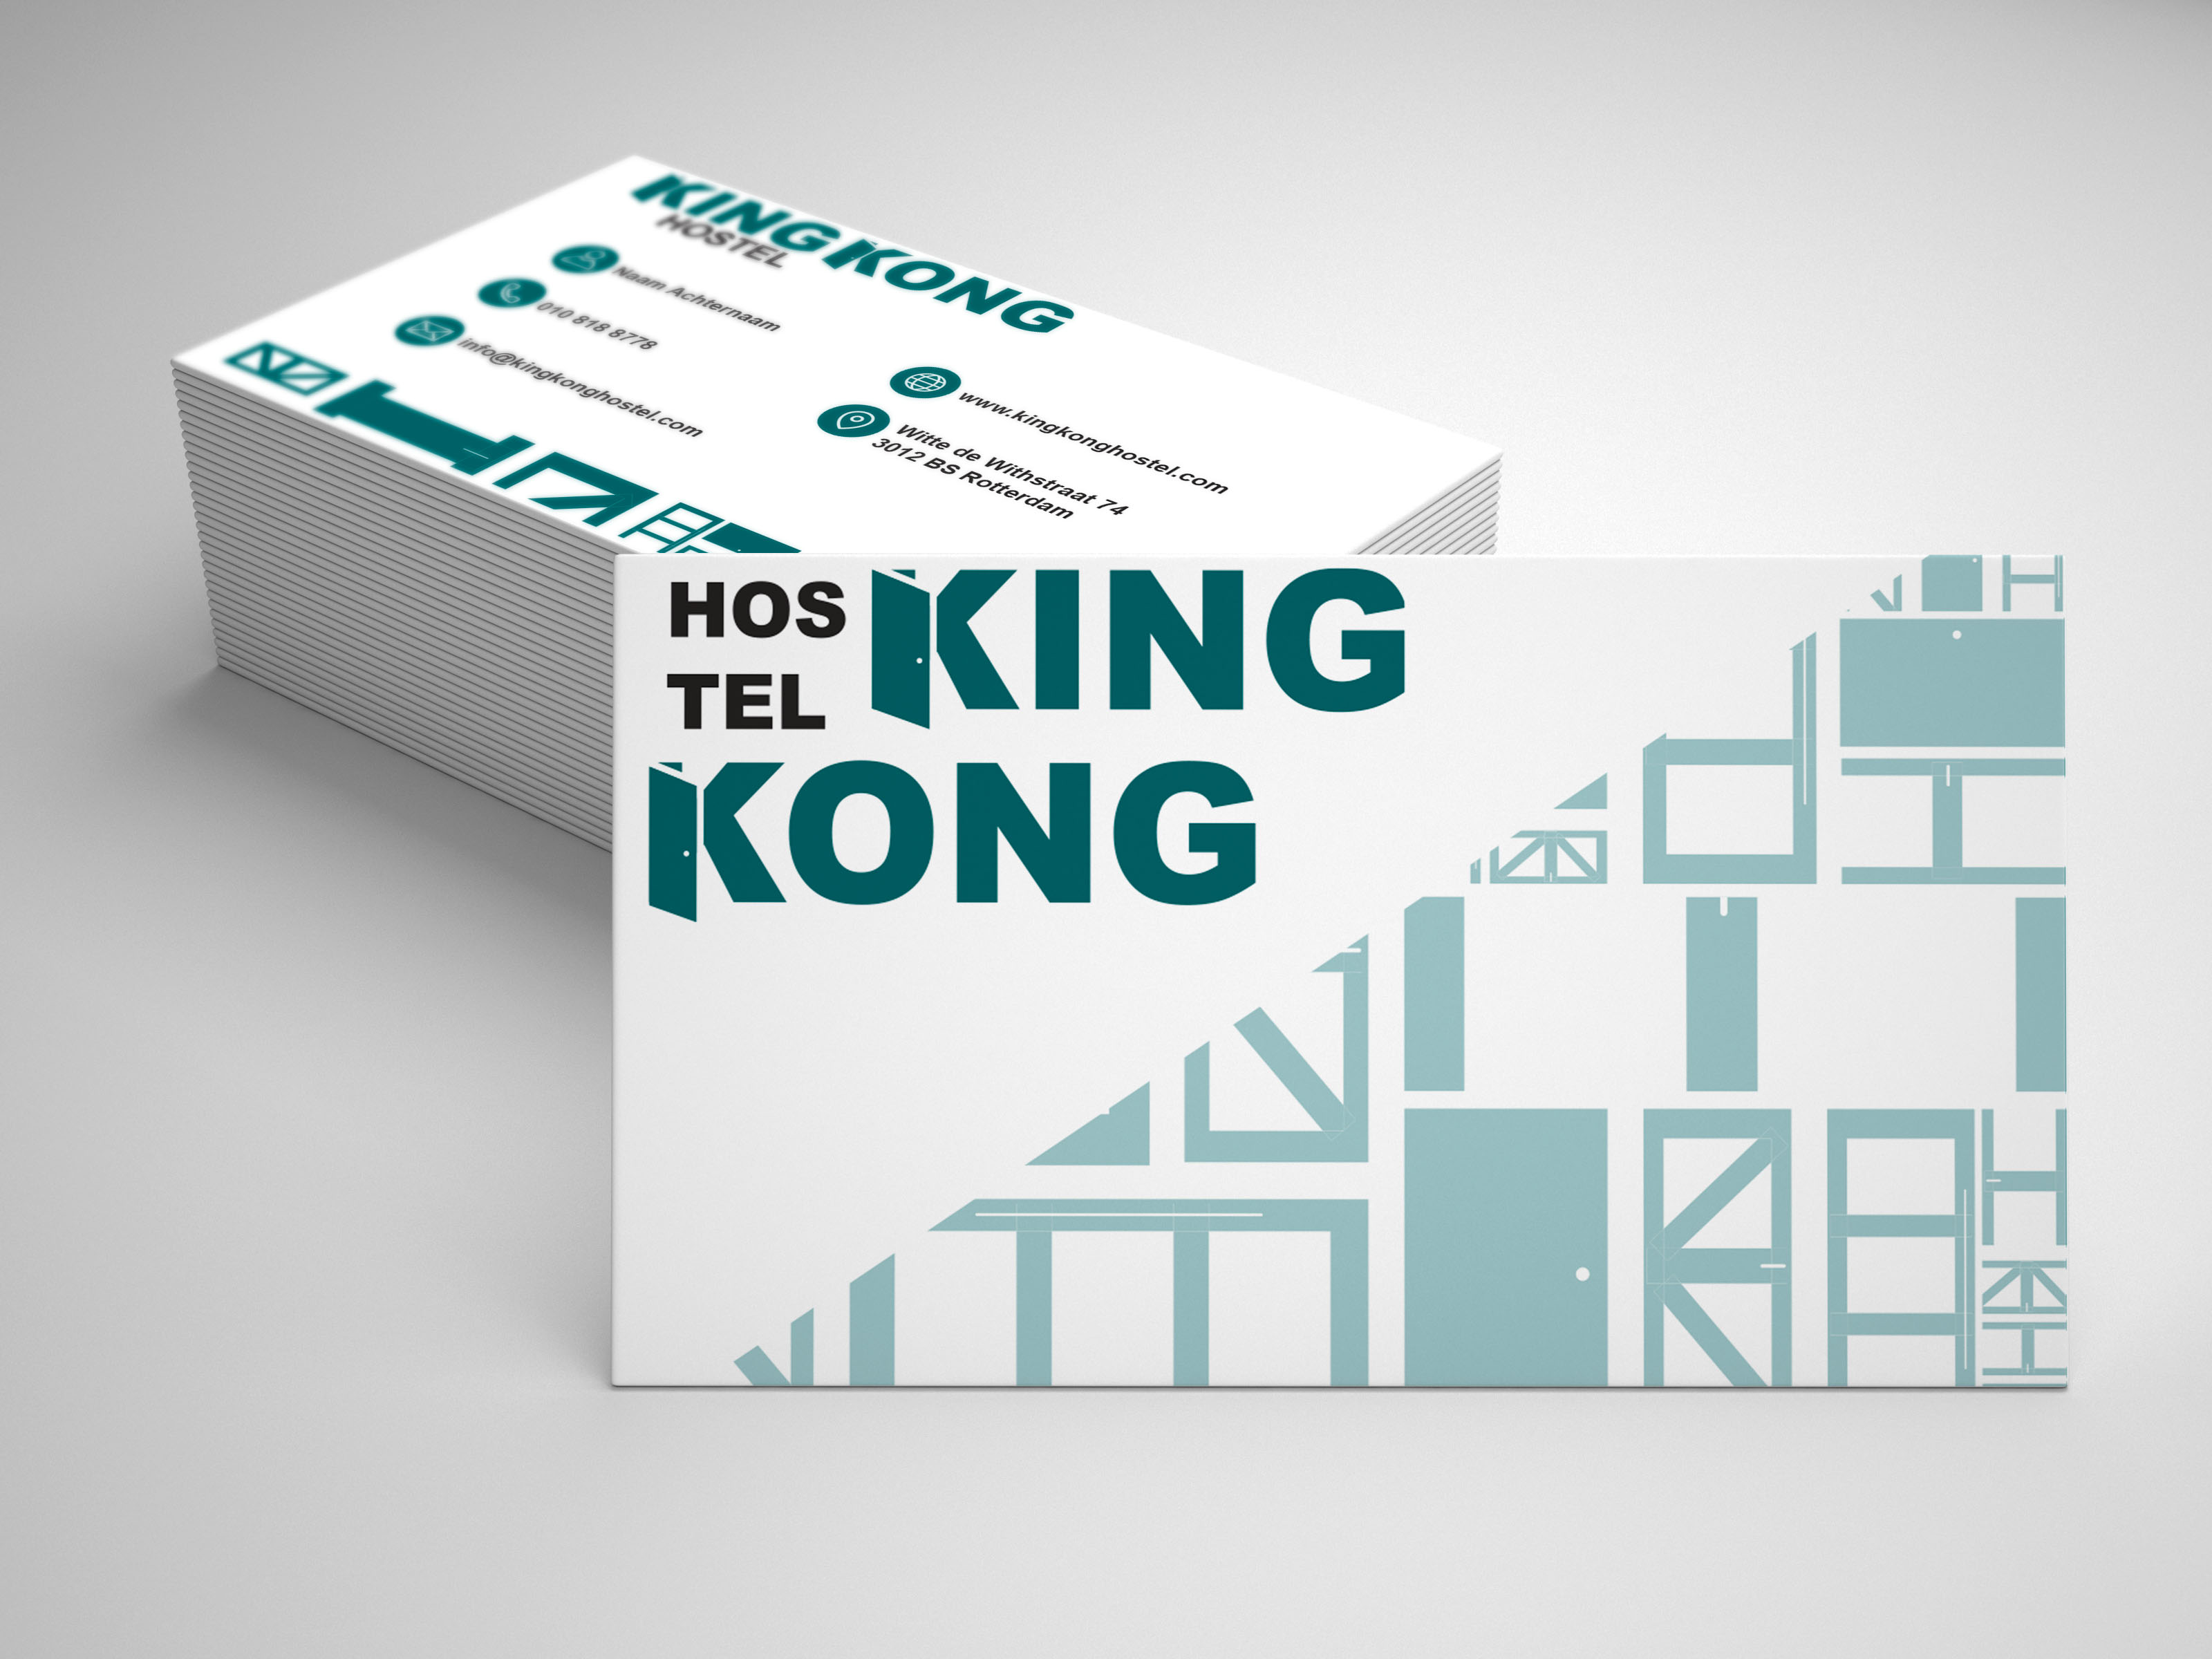 KING KONG
HOSTEL
Naam Achternaam
010 818 8778
info@kingkonghostel.com
www.kingkonghostel.com
Witte de Withstraat 74
3012 BS Rotterdam
HOS
TEL
KING
KONG